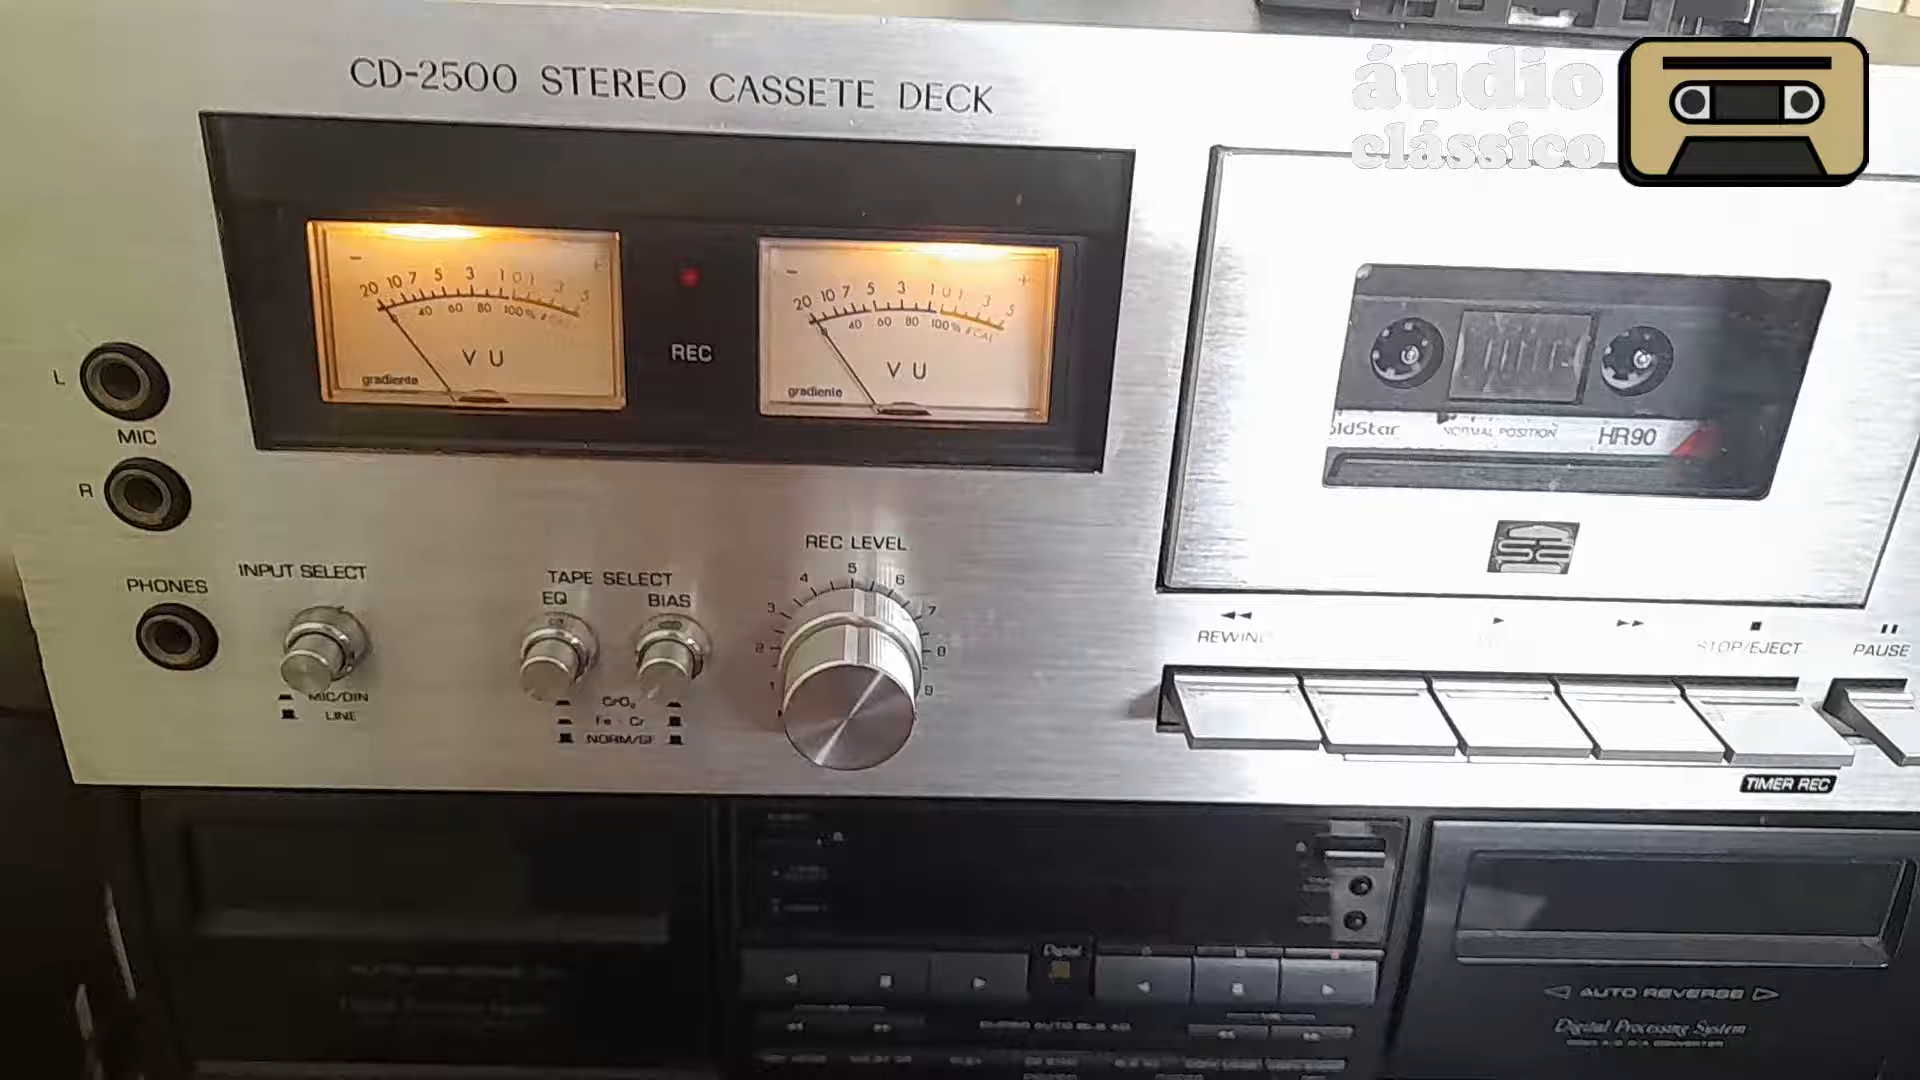 CD-2500 STEREO CASSETE DECK
áudio
clássico
- +
20 10 7 5 3 1 0 1 3 5
40 60 80 100%
VU
gradiente
REC
- +
20 10 7 5 3 1 0 1 3 5
40 60 80 100%
VU
gradiente
L
MIC
R
PHONES
INPUT SELECT
MIC/DIN
LINE
TAPE SELECT
EQ BIAS
CrO₂
Fe-Cr
NORM/SF
REC LEVEL
1 2 3 4 5 6 7 8 9
oldStar NORMAL POSITION HR90
REWIND STOP/EJECT PAUSE
TIMER REC
Digital
AUTO REVERSE
Digital Processing System